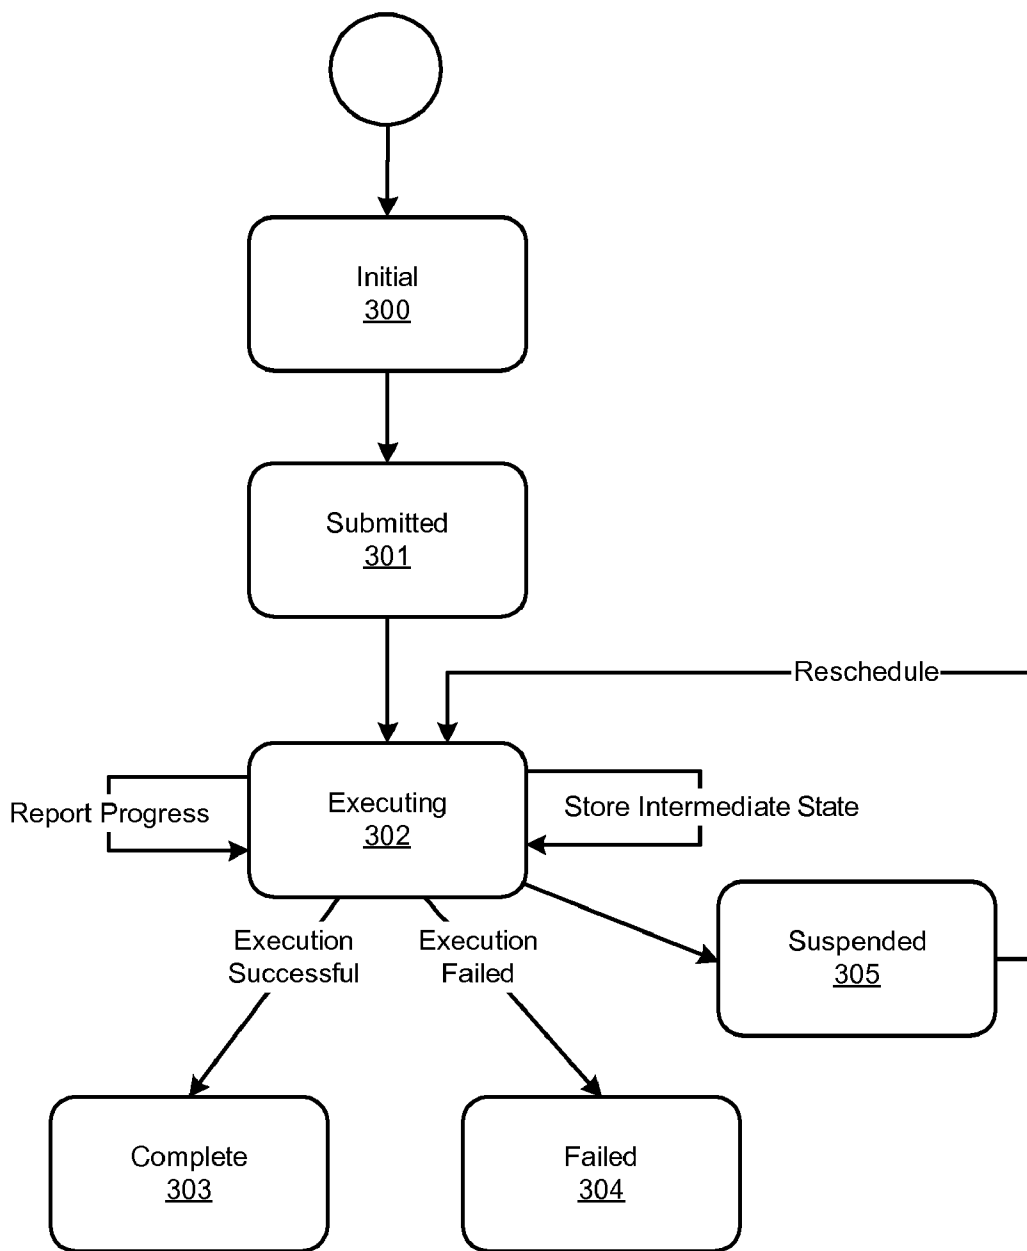 Initial
300
Submitted
301
Reschedule
Report Progress
Executing
302
Store Intermediate State
Execution
Successful
Execution
Failed
Suspended
305
Complete
303
Failed
304